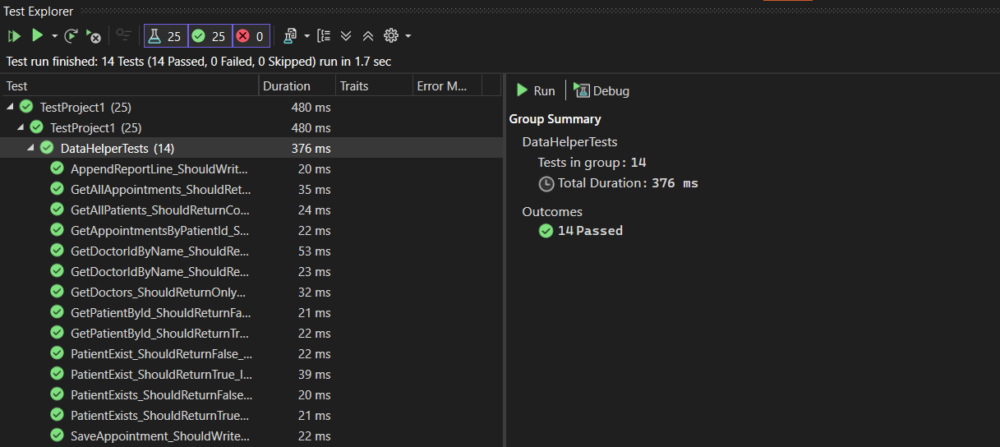 Test Explorer
25 25 0
Test run finished: 14 Tests (14 Passed, 0 Failed, 0 Skipped) run in 1.7 sec
Test Duration Traits Error M...
TestProject1 (25) 480 ms
TestProject1 (25) 480 ms
DataHelperTests (14) 376 ms
AppendReportLine_ShouldWrit... 20 ms
GetAllAppointments_ShouldRet... 35 ms
GetAllPatients_ShouldReturnCo... 24 ms
GetAppointmentsByPatientId_S... 22 ms
GetDoctorIdByName_ShouldRe... 53 ms
GetDoctorIdByName_ShouldRe... 23 ms
GetDoctors_ShouldReturnOnly... 32 ms
GetPatientById_ShouldReturnFa... 21 ms
GetPatientById_ShouldReturnTr... 22 ms
PatientExist_ShouldReturnFalse_... 22 ms
PatientExist_ShouldReturnTrue_I... 39 ms
PatientExists_ShouldReturnFalse... 20 ms
PatientExists_ShouldReturnTrue... 21 ms
SaveAppointment_ShouldWrite... 22 ms
Run Debug
Group Summary
DataHelperTests
Tests in group: 14
Total Duration: 376 ms
Outcomes
14 Passed